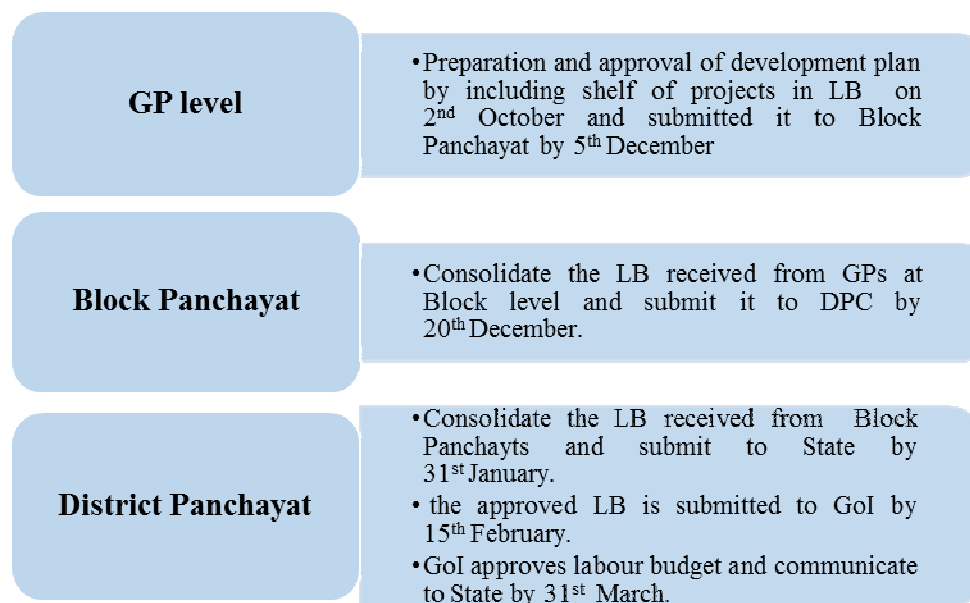 GP level
•Preparation and approval of development plan
by including shelf of projects in LB on
2nd October and submitted it to Block
Panchayat by 5th December
Block Panchayat
•Consolidate the LB received from GPs at
Block level and submit it to DPC by
20th December.
District Panchayat
•Consolidate the LB received from Block
Panchayts and submit to State by
31st January.
• the approved LB is submitted to GoI by
15th February.
•GoI approves labour budget and communicate
to State by 31st March.